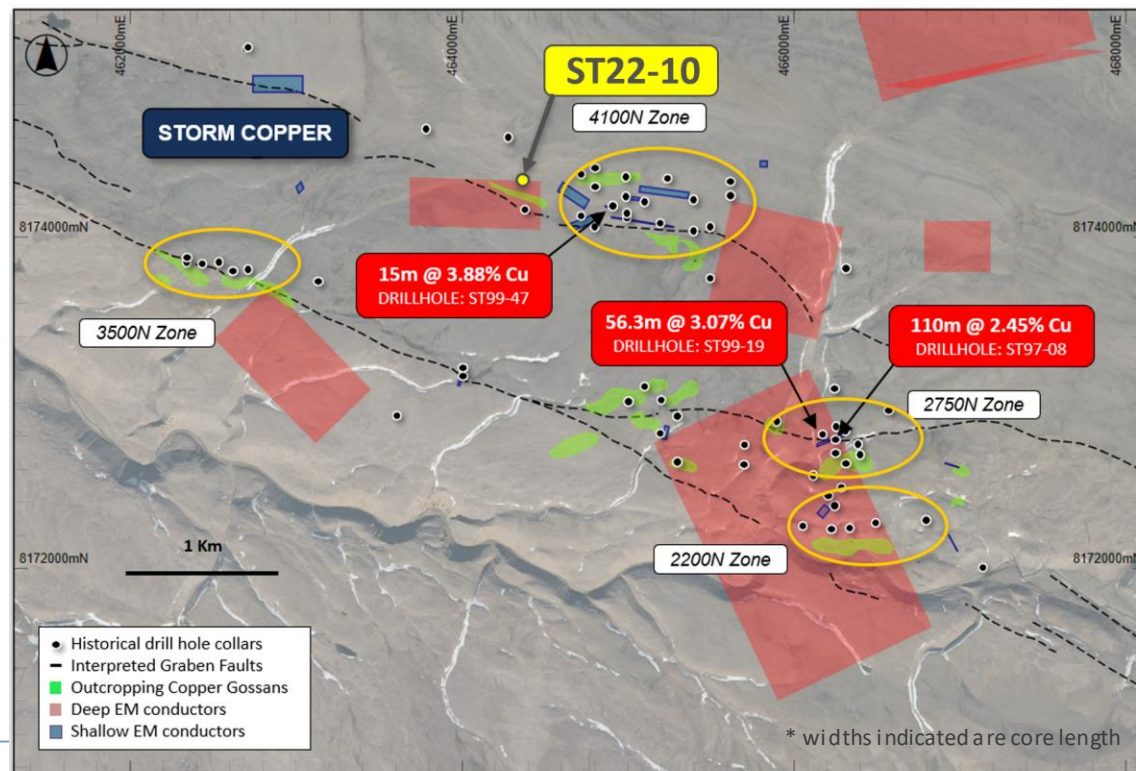 462000mE
464000mE
466000mE
468000mE
ST22-10
4100N Zone
STORM COPPER
8174000mN
8174000mN
15m @ 3.88% Cu
DRILLHOLE: ST99-47
3500N Zone
56.3m @ 3.07% Cu
DRILLHOLE: ST99-19
110m @ 2.45% Cu
DRILLHOLE: ST97-08
2750N Zone
8172000mN
8172000mN
1 Km
2200N Zone
Historical drill hole collars
Interpreted Graben Faults
Outcropping Copper Gossans
Deep EM conductors
Shallow EM conductors
* widths indicated are core length